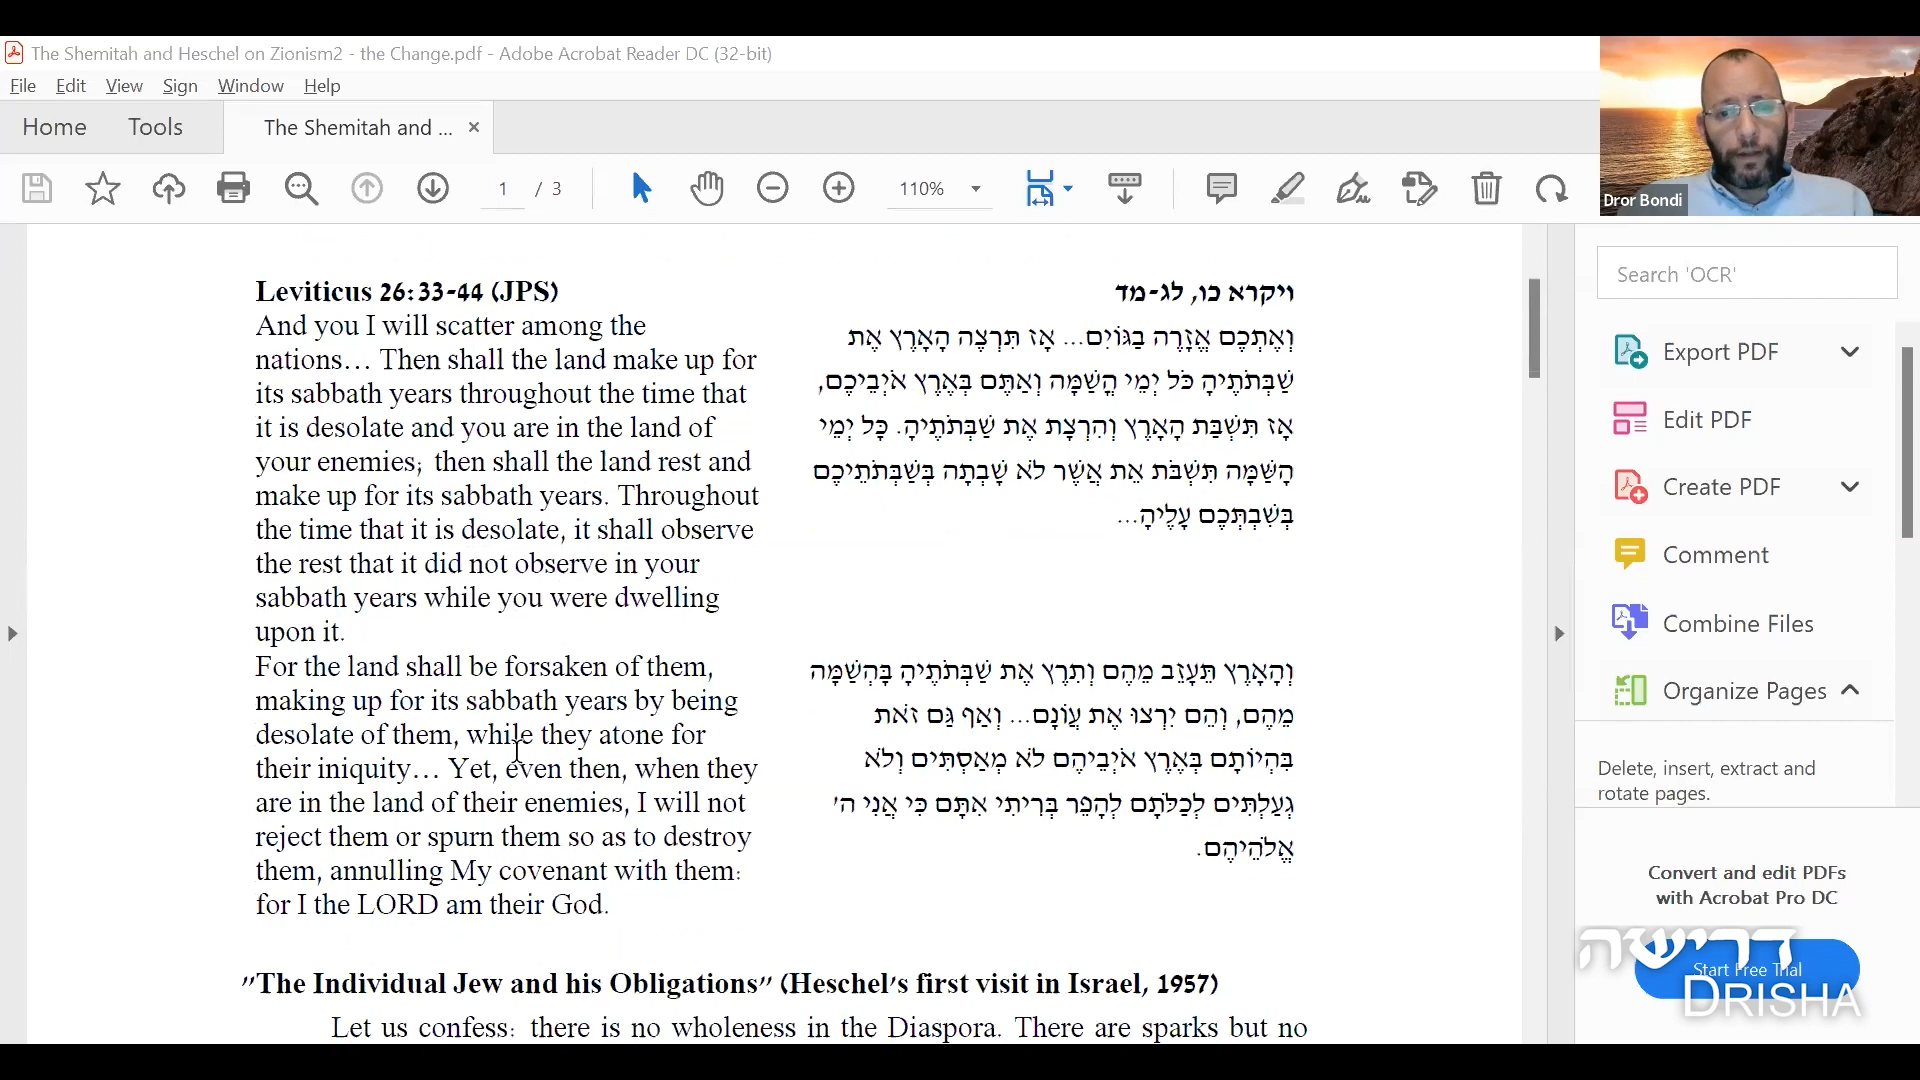 The Shemitah and Heschel on Zionism2 - the Change.pdf - Adobe Acrobat Reader DC (32-bit)
File Edit View Sign Window Help
Home Tools The Shemitah and ... ×
1 / 3 110%
Dror Bondi
Leviticus 26:33-44 (JPS)
And you I will scatter among the
nations… Then shall the land make up for
its sabbath years throughout the time that
it is desolate and you are in the land of
your enemies; then shall the land rest and
make up for its sabbath years. Throughout
the time that it is desolate, it shall observe
the rest that it did not observe in your
sabbath years while you were dwelling
upon it.
For the land shall be forsaken of them,
making up for its sabbath years by being
desolate of them, while they atone for
their iniquity… Yet, even then, when they
are in the land of their enemies, I will not
reject them or spurn them so as to destroy
them, annulling My covenant with them:
for I the LORD am their God.
ויקרא כו, לג-מד
וְאֶתְכֶם אֱזָרֶה בַגּוֹיִם... אָז תִּרְצֶה הָאָרֶץ אֶת
שַׁבְּתֹתֶיהָ כֹּל יְמֵי הֳשַׁמָּה וְאַתֶּם בְּאֶרֶץ אֹיְבֵיכֶם,
אָז תִּשְׁבַּת הָאָרֶץ וְהִרְצָת אֶת שַׁבְּתֹתֶיהָ. כָּל יְמֵי
הָשַּׁמָּה תִּשְׁבֹּת אֵת אֲשֶׁר לֹא שָׁבְתָה בְּשַׁבְּתֹתֵיכֶם
בְּשִׁבְתְּכֶם עָלֶיהָ...
וְהָאָרֶץ תֵּעָזֵב מֵהֶם וְתִרֶץ אֶת שַׁבְּתֹתֶיהָ בָּהְשַׁמָּה
מֵהֶם, וְהֵם יִרְצוּ אֶת עֲוֹנָם... וְאַף גַּם זֹאת
בִּהְיוֹתָם בְּאֶרֶץ אֹיְבֵיהֶם לֹא מְאַסְתִּים וְלֹא
גְעַלְתִּים לְכַלֹּתָם לְהָפֵר בְּרִיתִי אִתָּם כִּי אֲנִי ה'
אֱלֹהֵיהֶם.
"The Individual Jew and his Obligations" (Heschel's first visit in Israel, 1957)
Let us confess: there is no wholeness in the Diaspora. There are sparks but no
Search 'OCR'
Export PDF
Edit PDF
Create PDF
Comment
Combine Files
Organize Pages
Delete, insert, extract and
rotate pages.
Convert and edit PDFs
with Acrobat Pro DC
Start Free Trial
דרישה
DRISHA